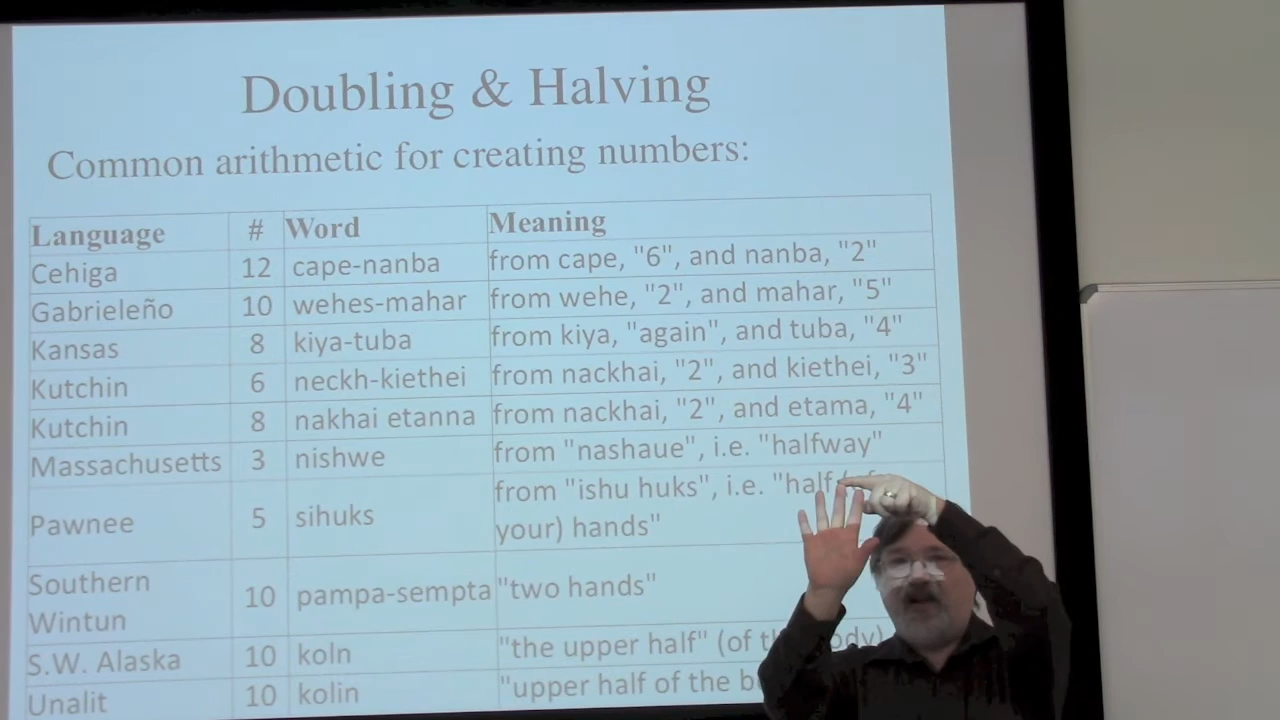 Doubling & Halving
Common arithmetic for creating numbers:
Language # Word Meaning
Cehiga 12 cape-nanba from cape, "6", and nanba, "2"
Gabrieleño 10 wehes-mahar from wehe, "2", and mahar, "5"
Kansas 8 kiya-tuba from kiya, "again", and tuba, "4"
Kutchin 6 neckh-kiethei from nackhai, "2", and kiethei, "3"
Kutchin 8 nakhai etanna from nackhai, "2", and etama, "4"
Massachusetts 3 nishwe from "nashaue", i.e. "halfway"
Pawnee 5 sihuks from "ishu huks", i.e. "half
your) hands"
Southern
Wintun 10 pampa-sempta "two hands"
S.W. Alaska 10 koln "the upper half" (of
Unalit 10 kolin "upper half of the